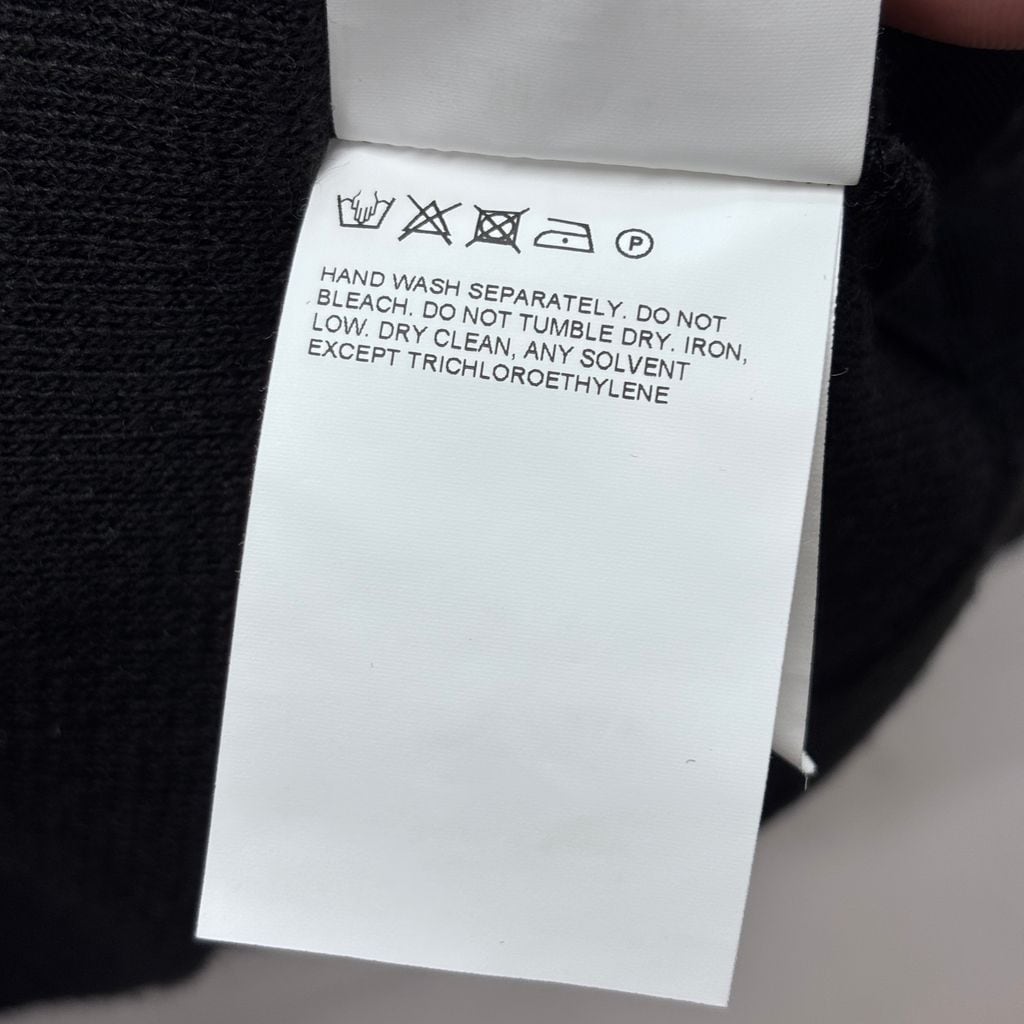 P
HAND WASH SEPARATELY. DO NOT
BLEACH. DO NOT TUMBLE DRY. IRON,
LOW. DRY CLEAN, ANY SOLVENT
EXCEPT TRICHLOROETHYLENE